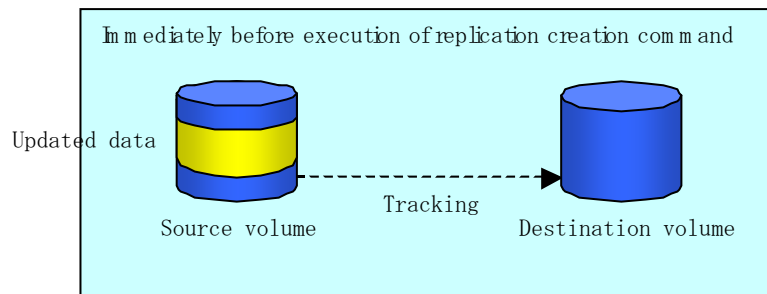 Immediately before execution of replication creation command
Updated data
Tracking
Source volume
Destination volume